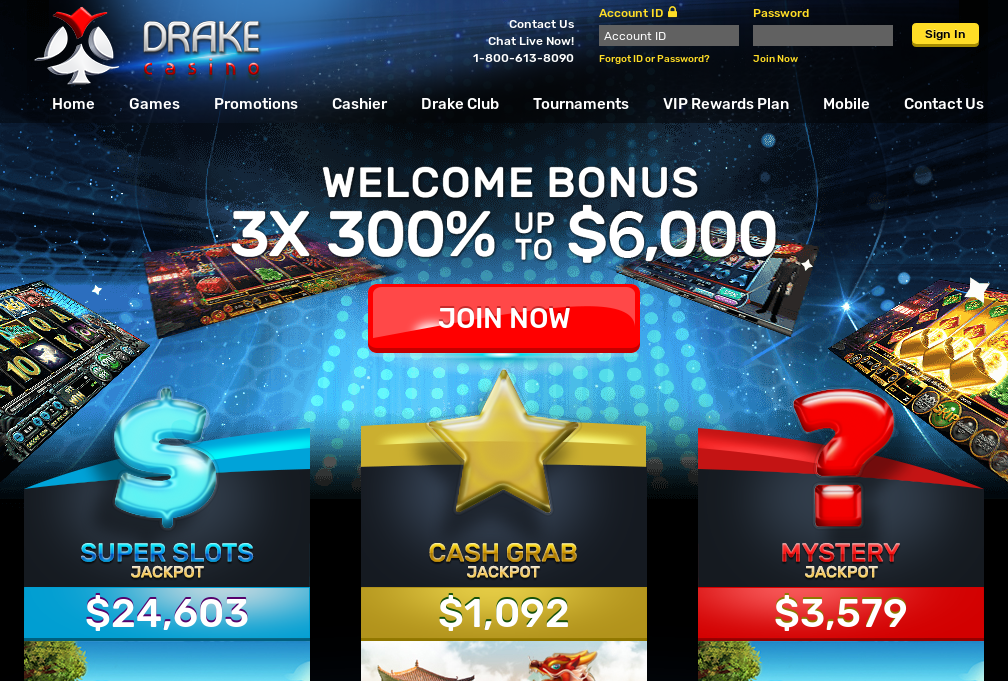 DRAKE
casino
Contact Us
Chat Live Now!
1-800-613-8090
Account ID
Account ID
Forgot ID or Password?
Password
Join Now
Sign In
Home Games Promotions Cashier Drake Club Tournaments VIP Rewards Plan Mobile Contact Us
WELCOME BONUS
3X 300% UP TO $6,000
JOIN NOW
SUPER SLOTS
JACKPOT
$24,603
CASH GRAB
JACKPOT
$1,092
MYSTERY
JACKPOT
$3,579